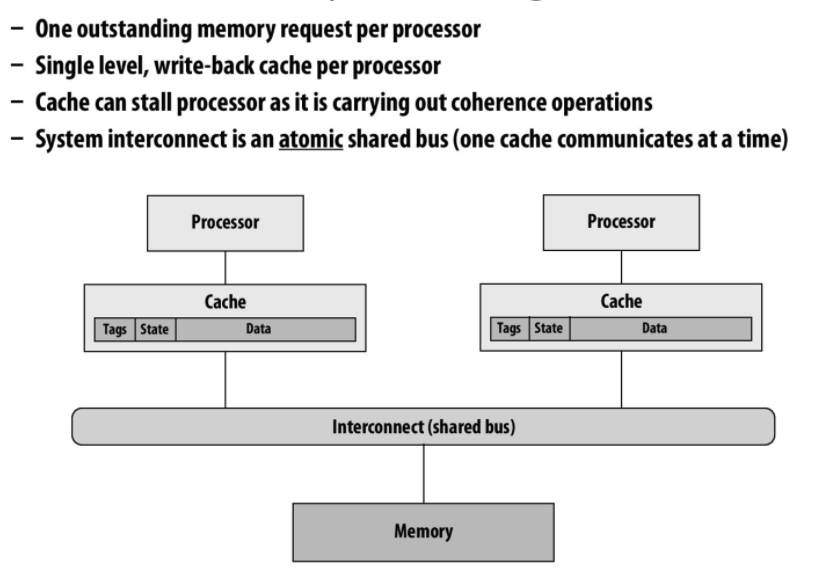 – One outstanding memory request per processor
– Single level, write-back cache per processor
– Cache can stall processor as it is carrying out coherence operations
– System interconnect is an atomic shared bus (one cache communicates at a time)
Processor
Processor
Cache
Cache
Tags State Data
Tags State Data
Interconnect (shared bus)
Memory